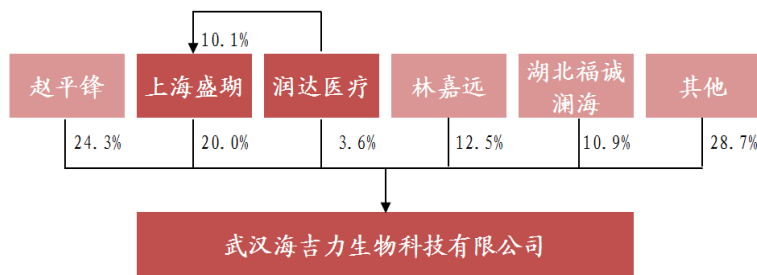 10.1%
赵平锋
上海盛瑚
润达医疗
林嘉远
湖北福诚
澜海
其他
24.3%
20.0%
3.6%
12.5%
10.9%
28.7%
武汉海吉力生物科技有限公司